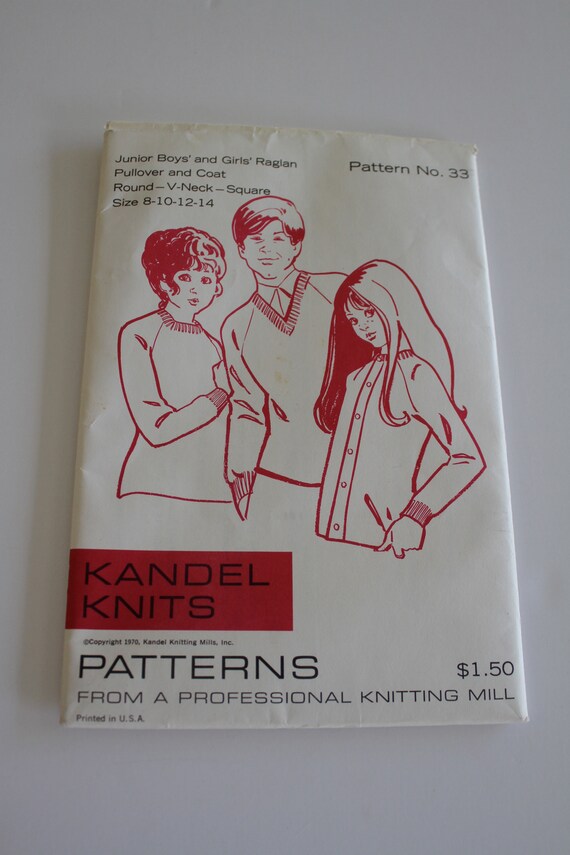 Junior Boys' and Girls' Raglan
Pullover and Coat
Round – V-Neck – Square
Size 8-10-12-14
Pattern No. 33
KANDEL
KNITS
©Copyright 1970, Kandel Knitting Mills, Inc.
PATTERNS
$1.50
FROM A PROFESSIONAL KNITTING MILL
Printed in U.S.A.